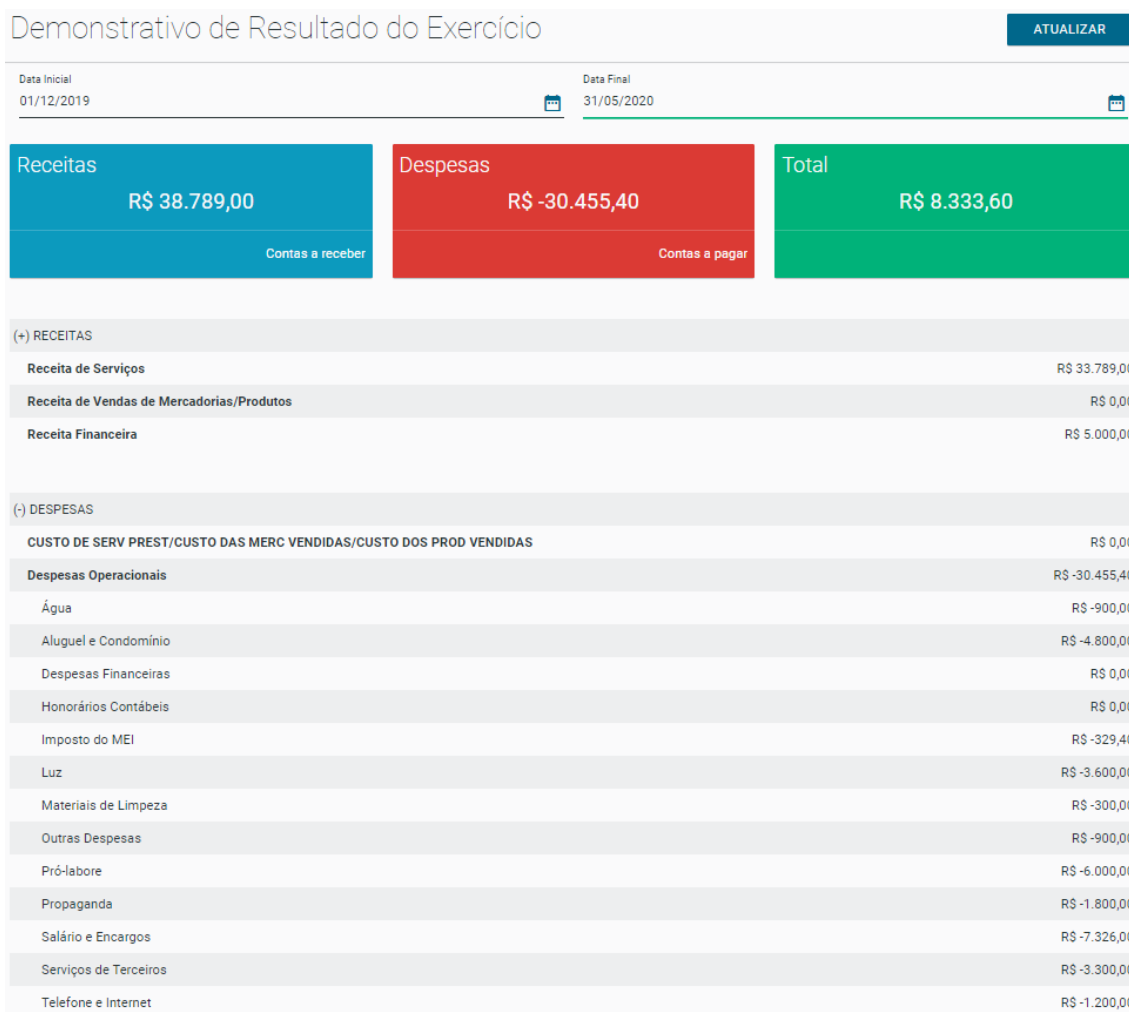 Demonstrativo de Resultado do Exercício
ATUALIZAR
Data Inicial
01/12/2019
Data Final
31/05/2020
Receitas
R$ 38.789,00
Contas a receber
Despesas
R$ -30.455,40
Contas a pagar
Total
R$ 8.333,60
(+) RECEITAS
Receita de Serviços R$ 33.789,00
Receita de Vendas de Mercadorias/Produtos R$ 0,00
Receita Financeira R$ 5.000,00
(-) DESPESAS
CUSTO DE SERV PREST/CUSTO DAS MERC VENDIDAS/CUSTO DOS PROD VENDIDAS R$ 0,00
Despesas Operacionais R$ -30.455,40
Água R$ -900,00
Aluguel e Condomínio R$ -4.800,00
Despesas Financeiras R$ 0,00
Honorários Contábeis R$ 0,00
Imposto do MEI R$ -329,40
Luz R$ -3.600,00
Materiais de Limpeza R$ -300,00
Outras Despesas R$ -900,00
Pró-labore R$ -6.000,00
Propaganda R$ -1.800,00
Salário e Encargos R$ -7.326,00
Serviços de Terceiros R$ -3.300,00
Telefone e Internet R$ -1.200,00